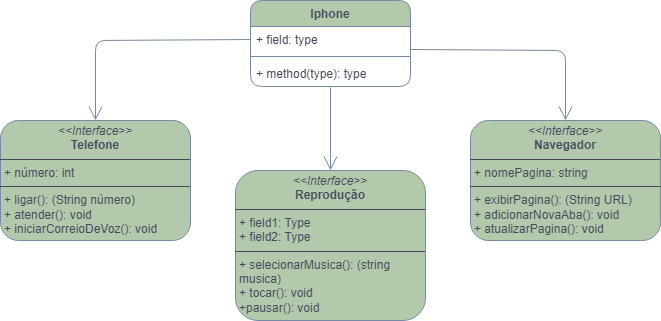 Iphone
+ field: type
+ method(type): type
<<Interface>>
Telefone
+ número: int
+ ligar(): (String número)
+ atender(): void
+ iniciarCorreioDeVoz(): void
<<Interface>>
Reprodução
+ field1: Type
+ field2: Type
+ selecionarMusica(): (string
musica)
+ tocar(): void
+pausar(): void
<<Interface>>
Navegador
+ nomePagina: string
+ exibirPagina(): (String URL)
+ adicionarNovaAba(): void
+ atualizarPagina(): void